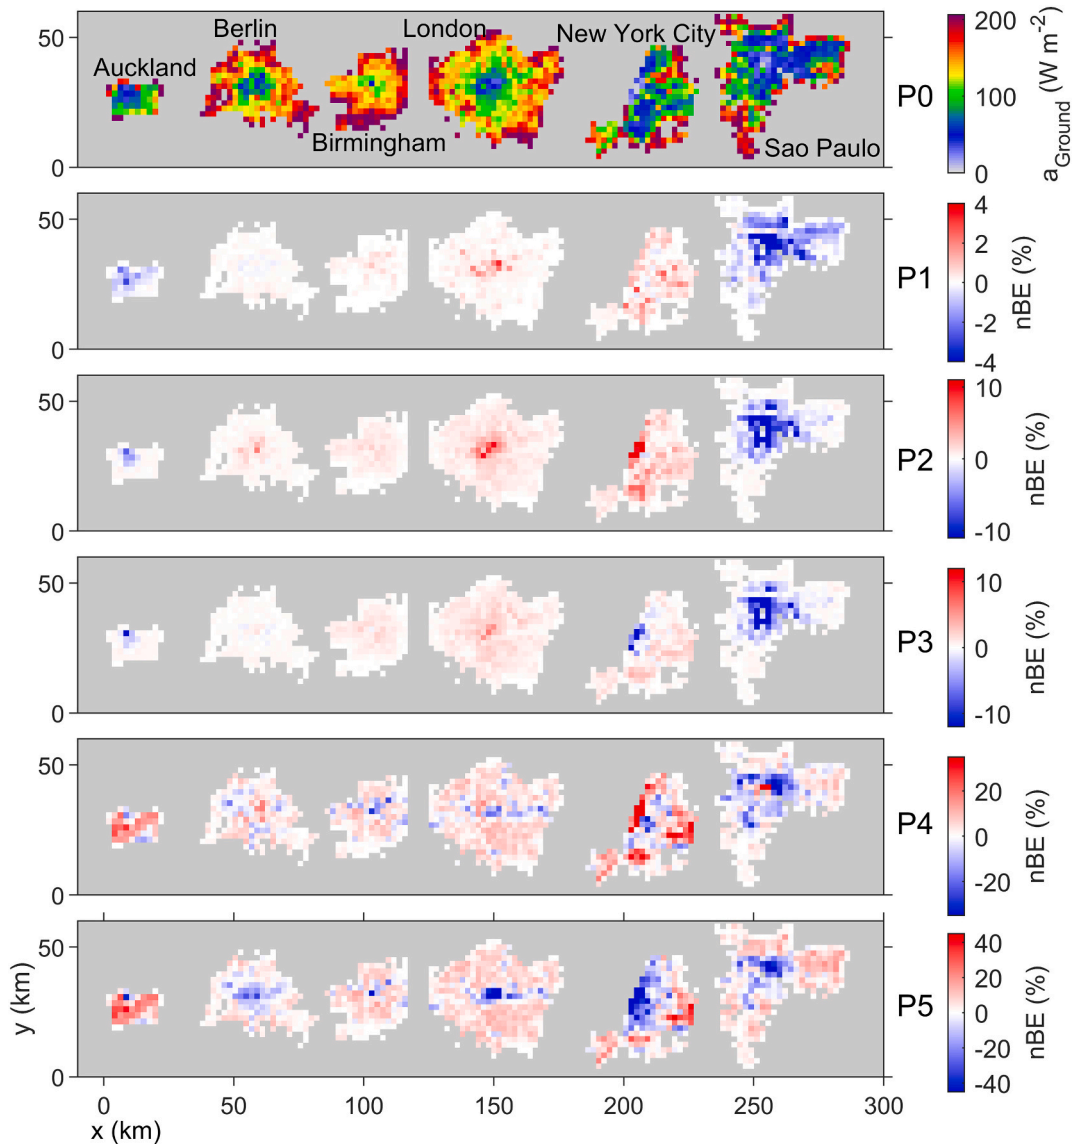 50
0
Berlin
London
New York City
Auckland
Birmingham
Sao Paulo
P0
200
100
0
a_Ground (W m^-2)
50
0
P1
4
2
0
-2
-4
nBE (%)
50
0
P2
10
0
-10
nBE (%)
50
0
P3
10
0
-10
nBE (%)
50
0
P4
20
0
-20
nBE (%)
50
0
y (km)
P5
40
20
0
-20
-40
nBE (%)
0 50 100 150 200 250 300
x (km)